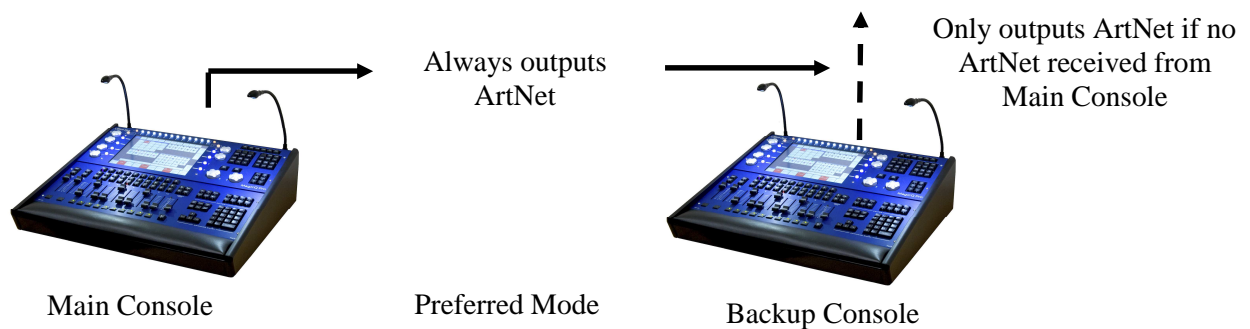 Always outputs
ArtNet
Only outputs ArtNet if no
ArtNet received from
Main Console
Main Console
Preferred Mode
Backup Console